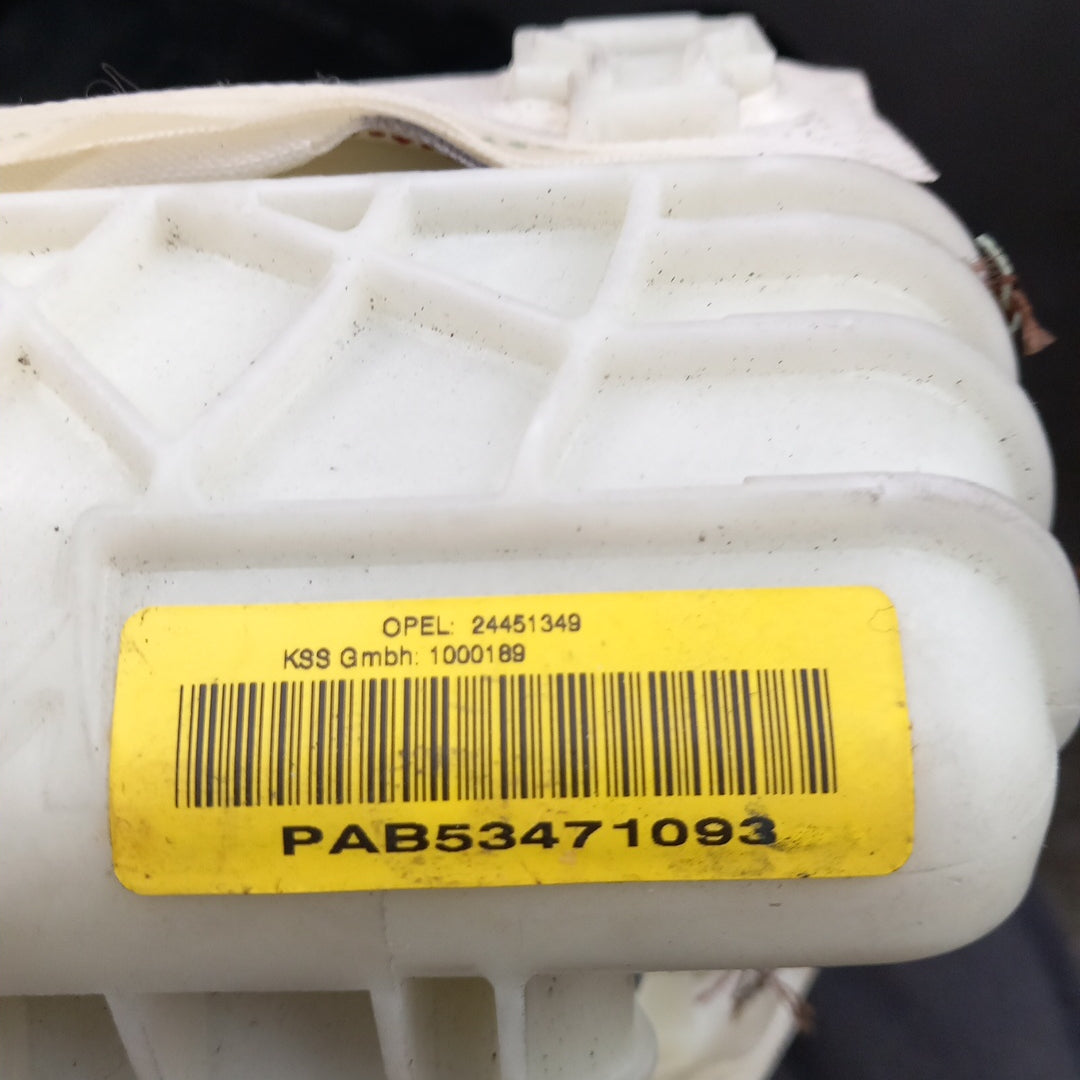 OPEL: 24451349
KSS Gmbh: 1000189
PAB53471093